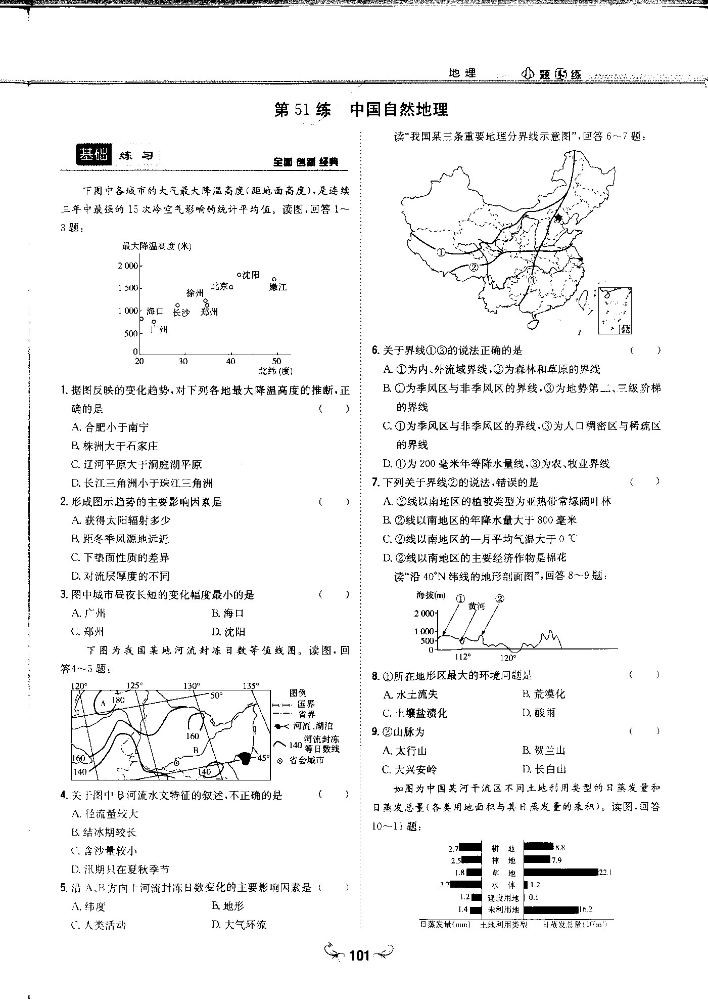 地理
小题巧练
第51练 中国自然地理
基础 练习
全面 创新 经典
下图中各城市的大气最大降温高度(距地面高度),是连续
三年中最强的15次冷空气影响的统计平均值。读图,回答1~
3题:
最大降温高度(米)
2 000
1 500
1 000
500
0
沈阳
嫩江
北京
徐州
郑州
长沙
海口
广州
20 30 40 50
北纬(度)
1. 据图反映的变化趋势,对下列各地最大降温高度的推断,正
确的是 ( )
A. 合肥小于南宁
B. 株洲大于石家庄
C. 辽河平原大于洞庭湖平原
D. 长江三角洲小于珠江三角洲
2. 形成图示趋势的主要影响因素是 ( )
A. 获得太阳辐射多少
B. 距冬季风源地远近
C. 下垫面性质的差异
D. 对流层厚度的不同
3. 图中城市昼夜长短的变化幅度最小的是 ( )
A. 广州 B. 海口
C. 郑州 D. 沈阳
下图为我国某地河流封冻日数等值线图。读图,回
答4~5题:
120° 125° 130° 135°
50°
A 180
160
B
160
140
140
45°
图例
国界
省界
河流、湖泊
140 河流封冻
等日数线
省会城市
4. 关于图中B河流水文特征的叙述,不正确的是 ( )
A. 径流量较大
B. 结冰期较长
C. 含沙量较小
D. 汛期只在夏秋季节
5. 沿A、B方向上河流封冻日数变化的主要影响因素是 ( )
A. 纬度 B. 地形
C. 人类活动 D. 大气环流
读“我国某三条重要地理分界线示意图”,回答6~7题:
①
②
③
南海
诸岛
6. 关于界线①③的说法正确的是 ( )
A. ①为内、外流域界线,③为森林和草原的界线
B. ①为季风区与非季风区的界线,③为地势第二、三级阶梯
的界线
C. ①为季风区与非季风区的界线,③为人口稠密区与稀疏区
的界线
D. ①为200毫米年等降水量线,③为农、牧业界线
7. 下列关于界线②的说法,错误的是 ( )
A. ②线以南地区的植被类型为亚热带常绿阔叶林
B. ②线以南地区的年降水量大于800毫米
C. ②线以南地区的一月平均气温大于0 ℃
D. ②线以南地区的主要经济作物是棉花
读“沿40°N纬线的地形剖面图”,回答8~9题:
海拔(m)
① 黄河 ②
2 000
1 000
500
0
112° 120°
8. ①所在地形区最大的环境问题是 ( )
A. 水土流失 B. 荒漠化
C. 土壤盐渍化 D. 酸雨
9. ②山脉为 ( )
A. 太行山 B. 贺兰山
C. 大兴安岭 D. 长白山
如图为中国某河干流区不同土地利用类型的日蒸发量和
日蒸发总量(各类用地面积与其日蒸发量的乘积)。读图,回答
10~11题:
2.7 耕 地 8.8
2.5 林 地 7.9
1.8 草 地 22.1
3.7 水 体 1.2
1.2 建设用地 0.1
1.4 未利用地 16.2
日蒸发量(mm) 土地利用类型 日蒸发总量
101